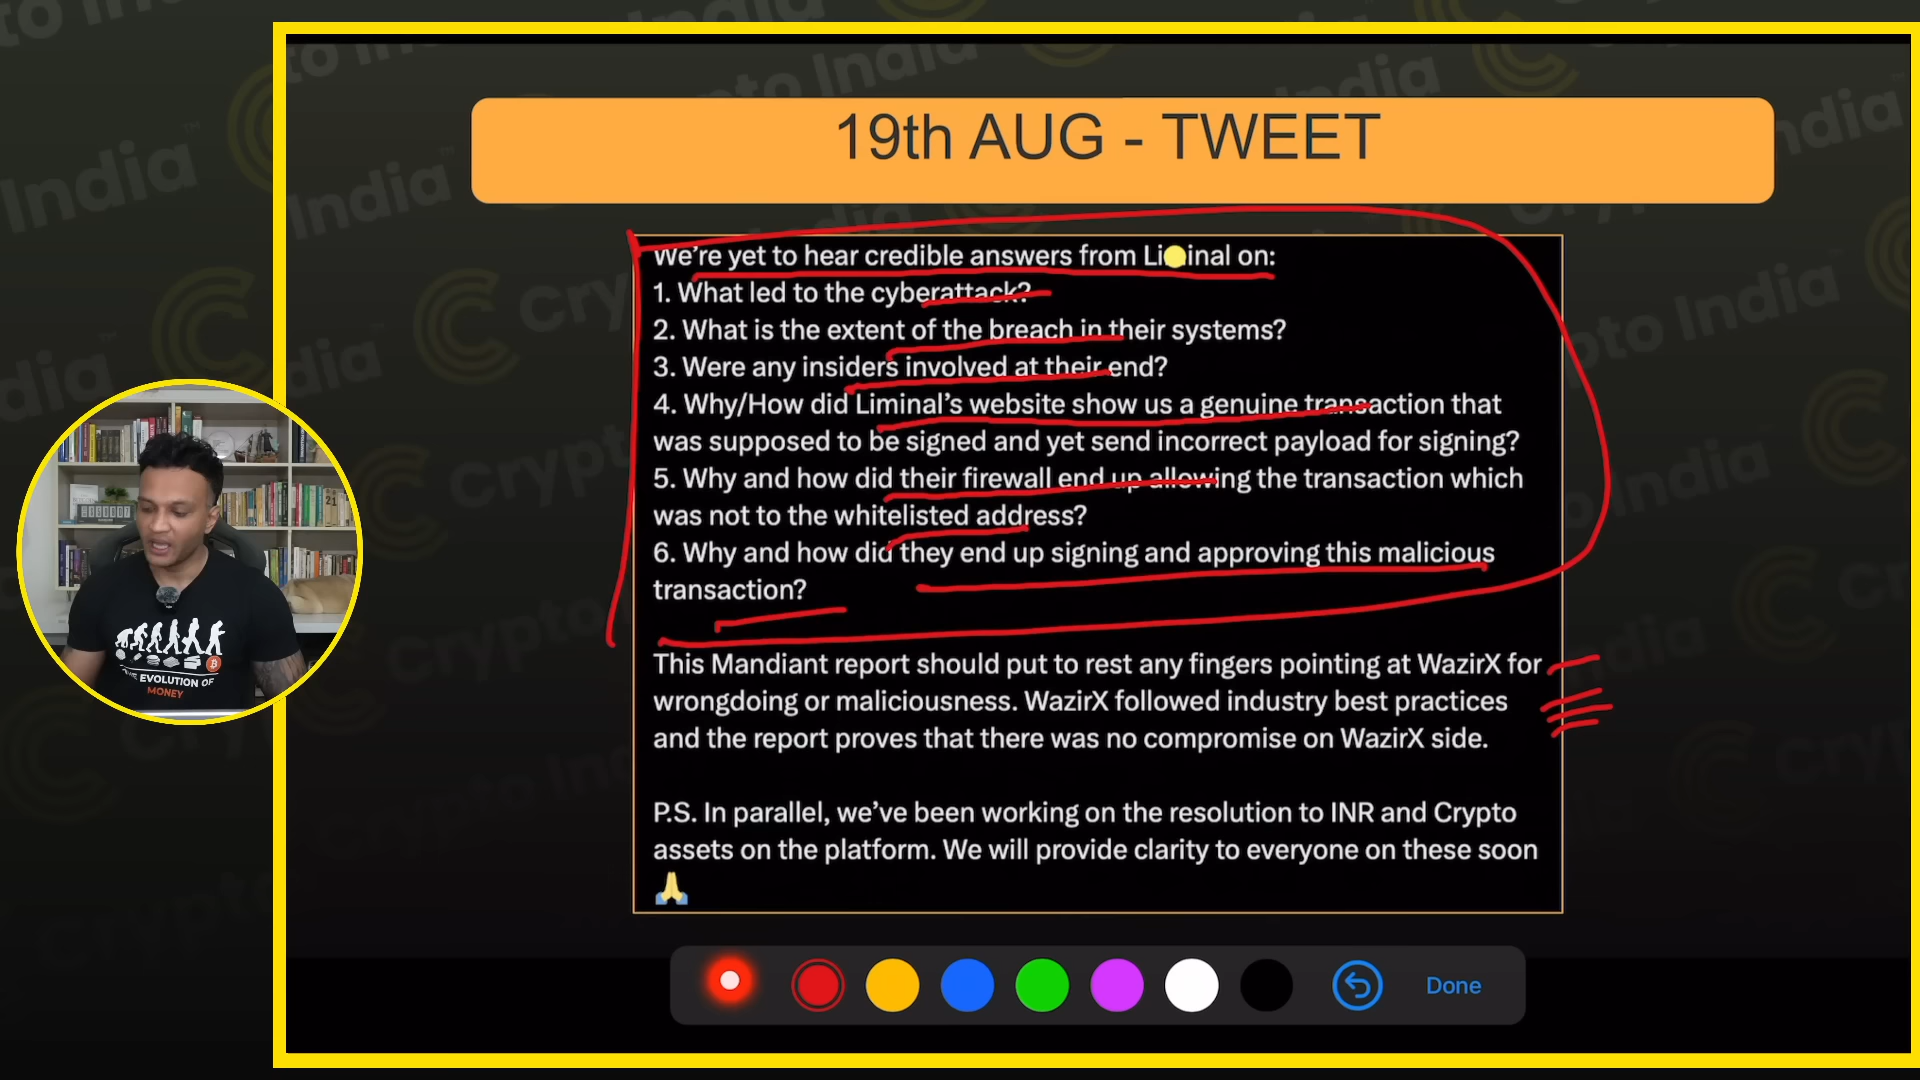 19th AUG - TWEET
We're yet to hear credible answers from Liminal on:
1. What led to the cyberattack?
2. What is the extent of the breach in their systems?
3. Were any insiders involved at their end?
4. Why/How did Liminal's website show us a genuine transaction that
was supposed to be signed and yet send incorrect payload for signing?
5. Why and how did their firewall end up allowing the transaction which
was not to the whitelisted address?
6. Why and how did they end up signing and approving this malicious
transaction?
This Mandiant report should put to rest any fingers pointing at WazirX for
wrongdoing or maliciousness. WazirX followed industry best practices
and the report proves that there was no compromise on WazirX side.
P.S. In parallel, we've been working on the resolution to INR and Crypto
assets on the platform. We will provide clarity to everyone on these soon
🙏
Done
EVOLUTION OF
MONEY
Crypto India